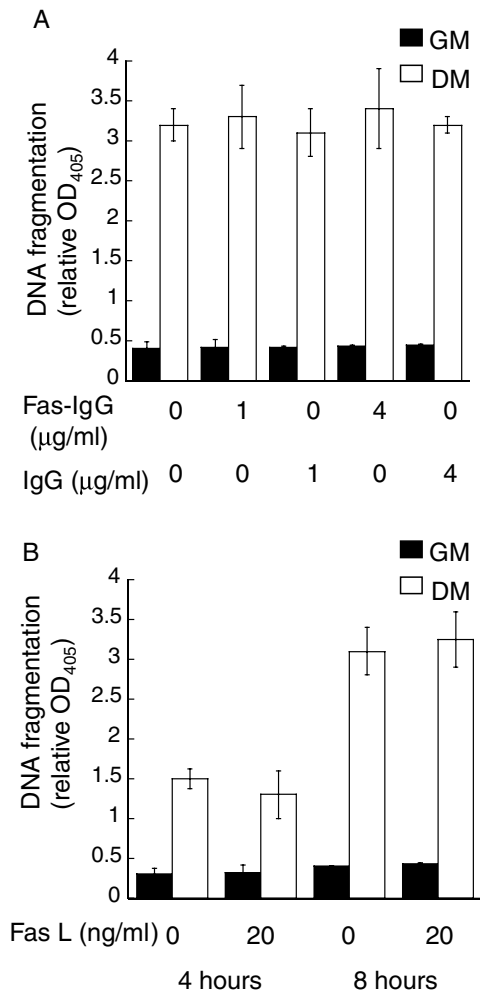 A
GM
DM
DNA fragmentation
(relative OD405)
4
3.5
3
2.5
2
1.5
1
0.5
0
Fas-IgG
(μg/ml)
0 1 0 4 0
IgG (μg/ml) 0 0 1 0 4
B
GM
DM
DNA fragmentation
(relative OD405)
4
3.5
3
2.5
2
1.5
1
0.5
0
Fas L (ng/ml) 0 20 0 20
4 hours 8 hours